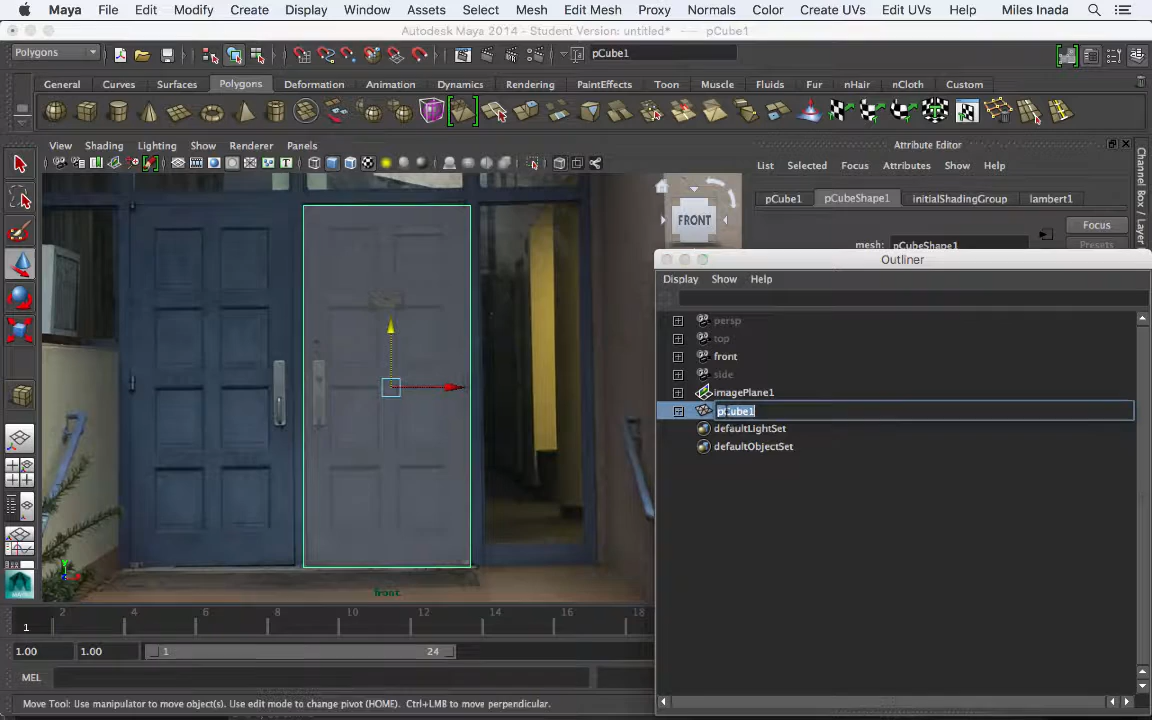 Maya File Edit Modify Create Display Window Assets Select Mesh Edit Mesh Proxy Normals Color Create UVs Edit UVs Help Miles Inada
Autodesk Maya 2014 - Student Version: untitled* --- pCube1
Polygons pCube1
General Curves Surfaces Polygons Deformation Animation Dynamics Rendering PaintEffects Toon Muscle Fluids Fur nHair nCloth Custom
View Shading Lighting Show Renderer Panels
Attribute Editor
List Selected Focus Attributes Show Help
pCube1 pCubeShape1 initialShadingGroup lambert1
FRONT
Focus
mesh: pCubeShape1
Presets
Channel Box / Layer
Outliner
Display Show Help
persp
top
front
side
imagePlane1
pCube1
defaultLightSet
defaultObjectSet
y
front
2 4 6 8 10 12 14 16 18
1
1.00 1.00 1 24
MEL
Move Tool: Use manipulator to move object(s). Use edit mode to change pivot (HOME). Ctrl+LMB to move perpendicular.